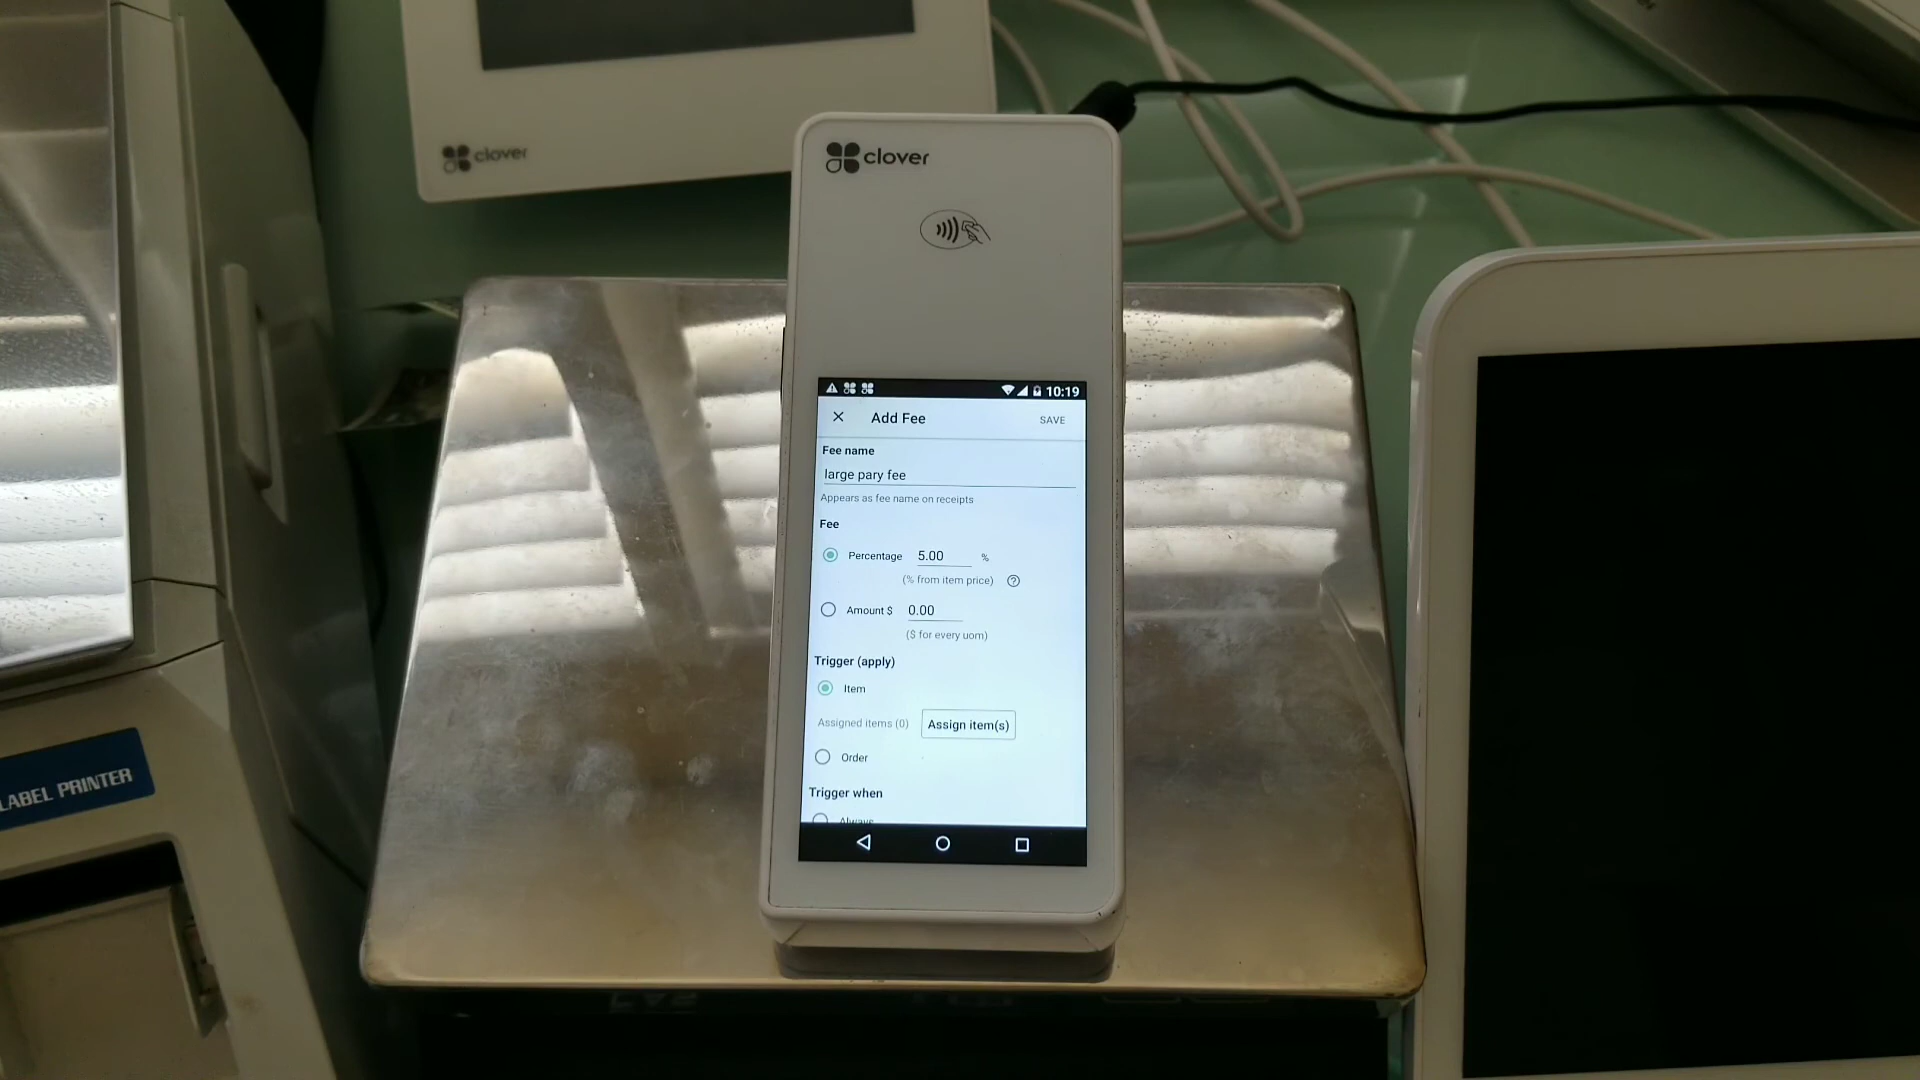 clover
clover
10:19
Add Fee
SAVE
Fee name
large pary fee
Appears as fee name on receipts
Fee
Percentage 5.00 %
(% from item price) ?
Amount $ 0.00
($ for every uom)
Trigger (apply)
Item
Assigned items (0) Assign item(s)
Order
Trigger when
Always
LABEL PRINTER